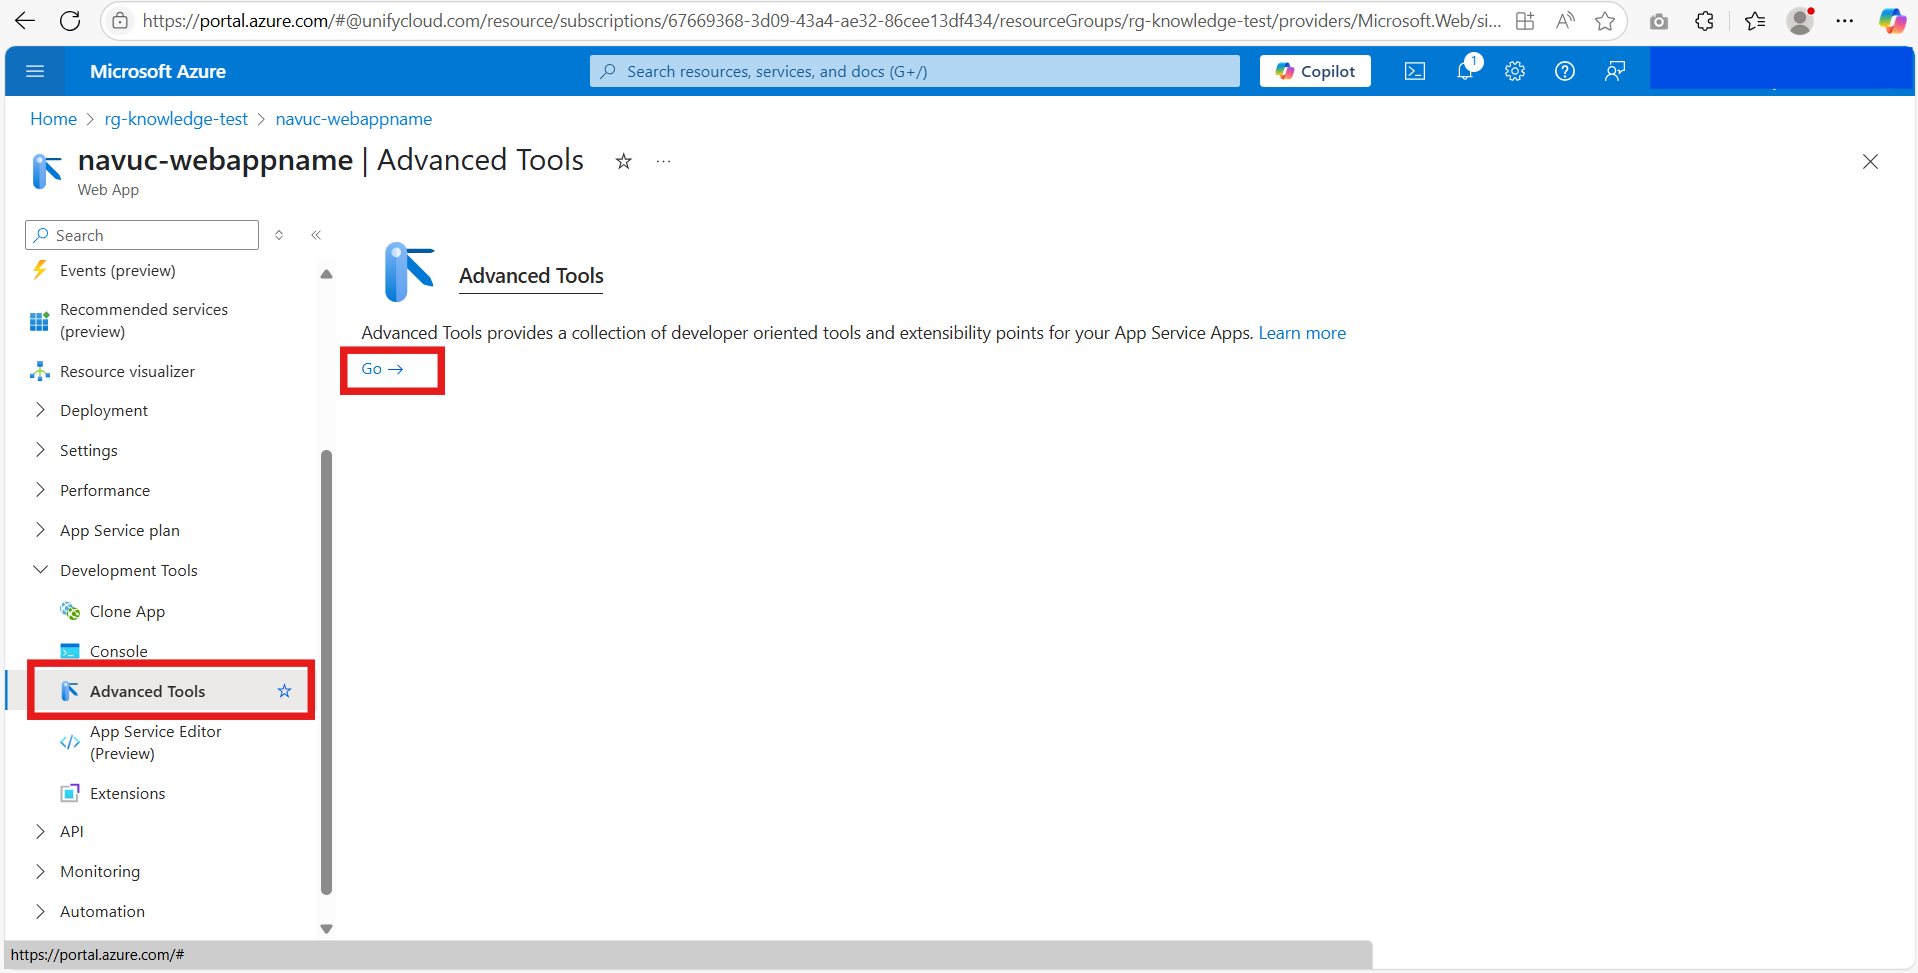 https://portal.azure.com/#@unifycloud.com/resource/subscriptions/67669368-3d09-43a4-ae32-86cee13df434/resourceGroups/rg-knowledge-test/providers/Microsoft.Web/si...
Microsoft Azure
Search resources, services, and docs (G+/)
Copilot
1
Home > rg-knowledge-test > navuc-webappname
navuc-webappname | Advanced Tools
Web App
Search
Events (preview)
Recommended services
(preview)
Resource visualizer
Deployment
Settings
Performance
App Service plan
Development Tools
Clone App
Console
Advanced Tools
App Service Editor
(Preview)
Extensions
API
Monitoring
Automation
Advanced Tools
Advanced Tools provides a collection of developer oriented tools and extensibility points for your App Service Apps. Learn more
Go →
https://portal.azure.com/#